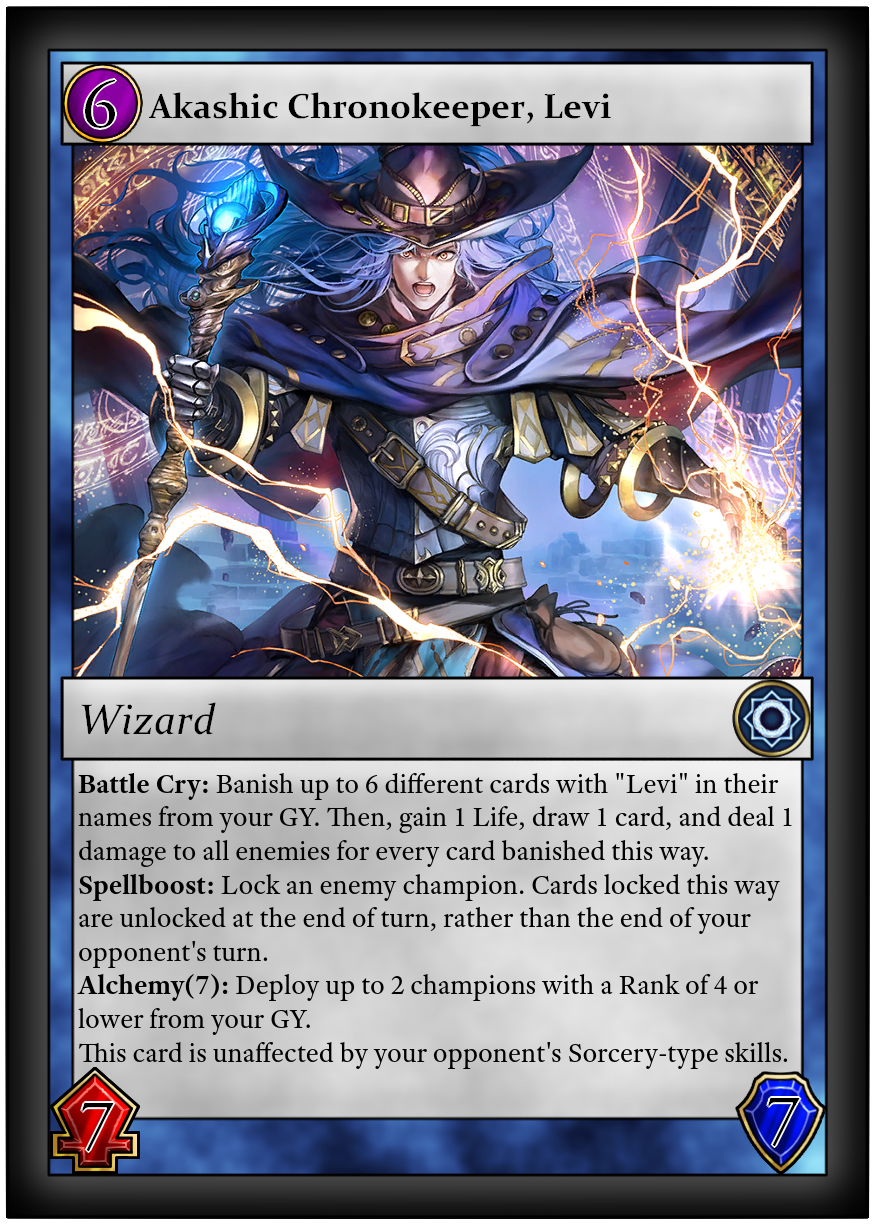 6
Akashic Chronokeeper, Levi
Wizard
Battle Cry: Banish up to 6 different cards with "Levi" in their
names from your GY. Then, gain 1 Life, draw 1 card, and deal 1
damage to all enemies for every card banished this way.
Spellboost: Lock an enemy champion. Cards locked this way
are unlocked at the end of turn, rather than the end of your
opponent's turn.
Alchemy(7): Deploy up to 2 champions with a Rank of 4 or
lower from your GY.
This card is unaffected by your opponent's Sorcery-type skills.
7
7